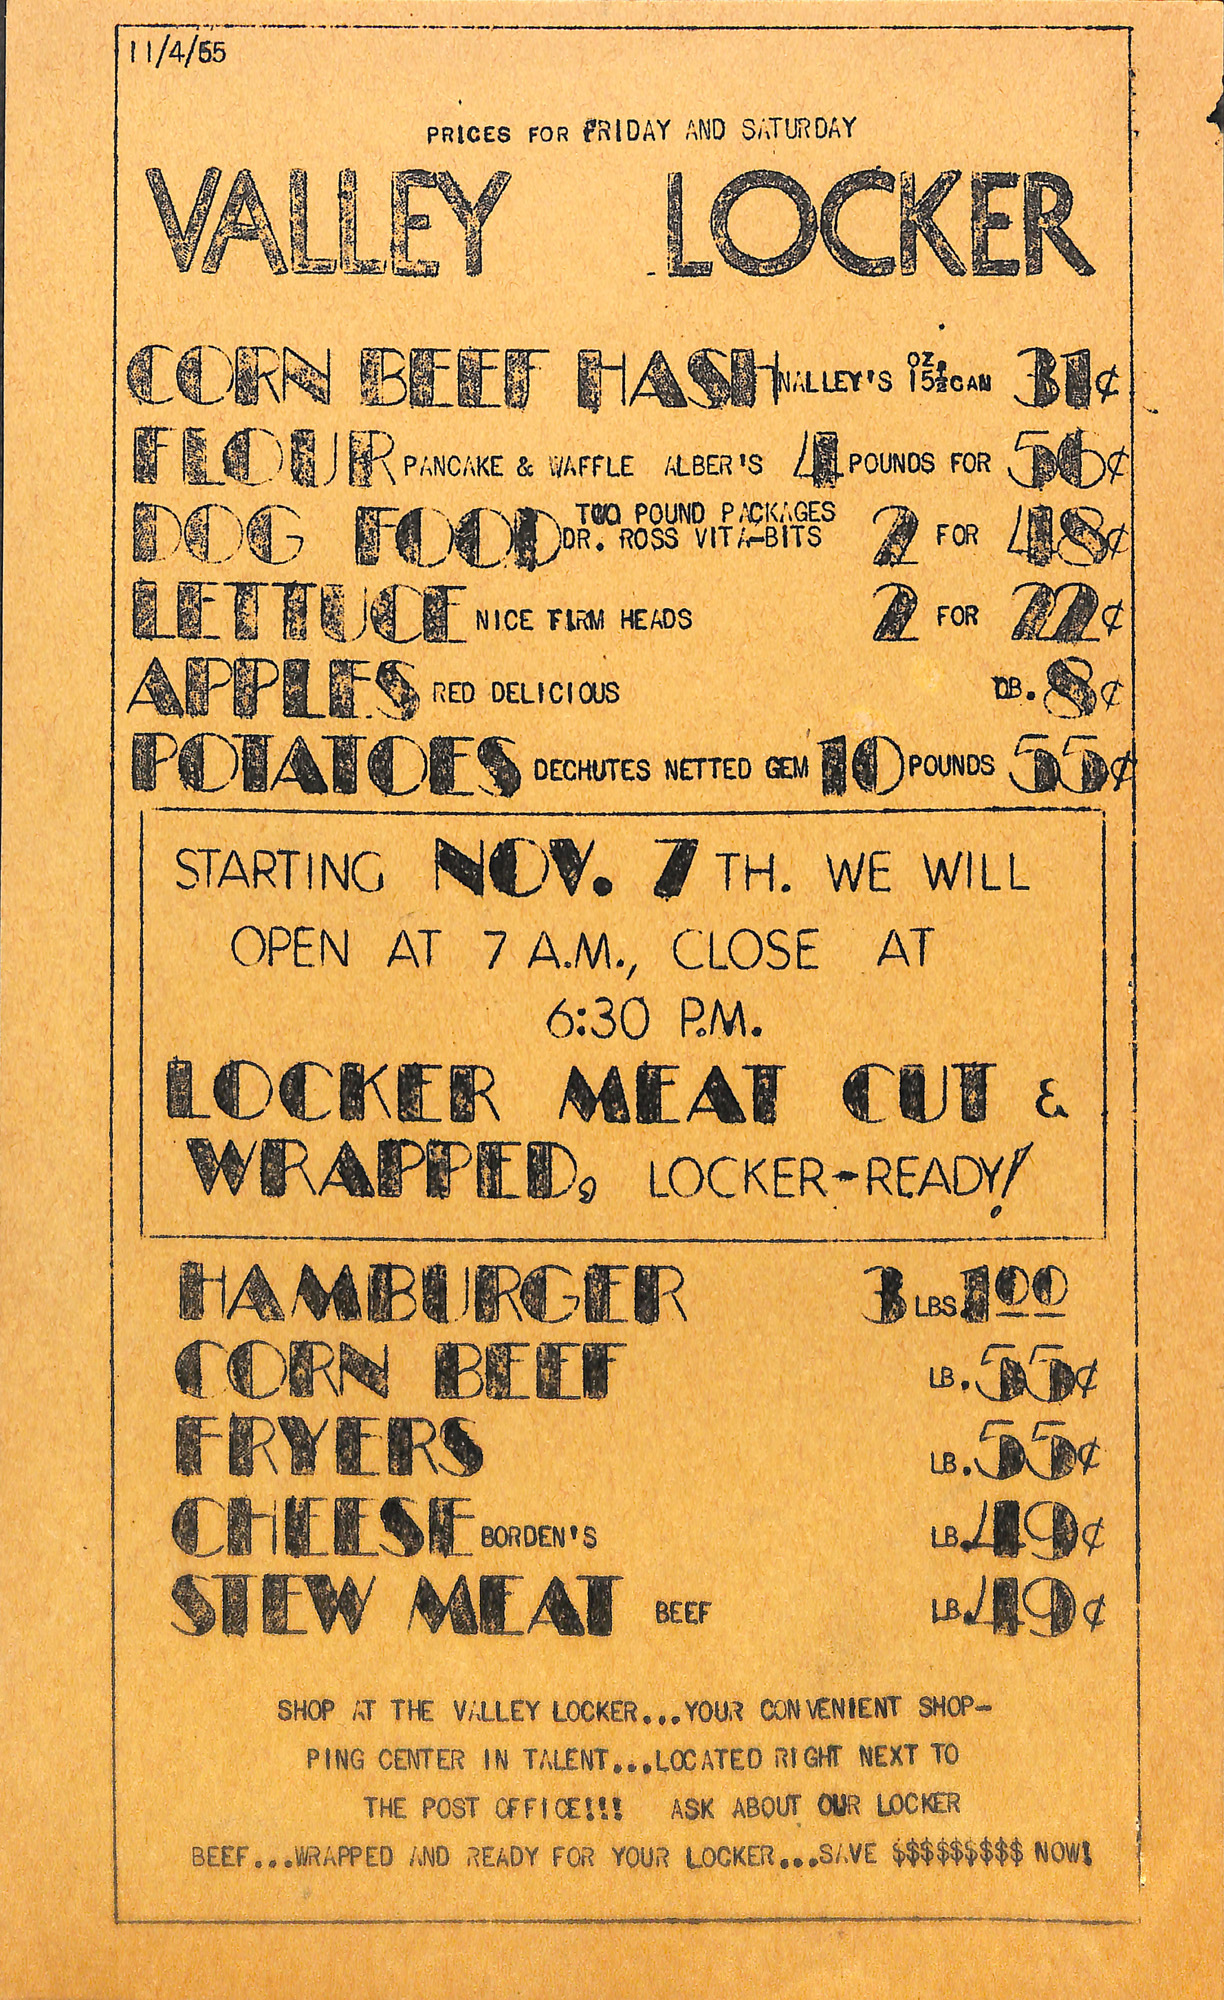 11/4/55
PRICES FOR FRIDAY AND SATURDAY
VALLEY LOCKER
CORN BEEF HASH NALLEY'S 15½ OZ. CAN 31¢
FLOUR PANCAKE & WAFFLE ALBER'S 4 POUNDS FOR 56¢
DOG FOOD TWO POUND PACKAGES DR. ROSS VITA-BITS 2 FOR 48¢
LETTUCE NICE FIRM HEADS 2 FOR 22¢
APPLES RED DELICIOUS LB. 8¢
POTATOES DECHUTES NETTED GEM 10 POUNDS 55¢
STARTING NOV. 7TH. WE WILL
OPEN AT 7 A.M., CLOSE AT
6:30 P.M.
LOCKER MEAT CUT &
WRAPPED, LOCKER-READY!
HAMBURGER 3 LBS. 1.00
CORN BEEF LB. 55¢
FRYERS LB. 55¢
CHEESE BORDEN'S LB. 49¢
STEW MEAT BEEF LB. 49¢
SHOP AT THE VALLEY LOCKER...YOUR CONVENIENT SHOP-
PING CENTER IN TALENT...LOCATED RIGHT NEXT TO
THE POST OFFICE!!! ASK ABOUT OUR LOCKER
BEEF...WRAPPED AND READY FOR YOUR LOCKER...SAVE $$$$$$$$$ NOW!